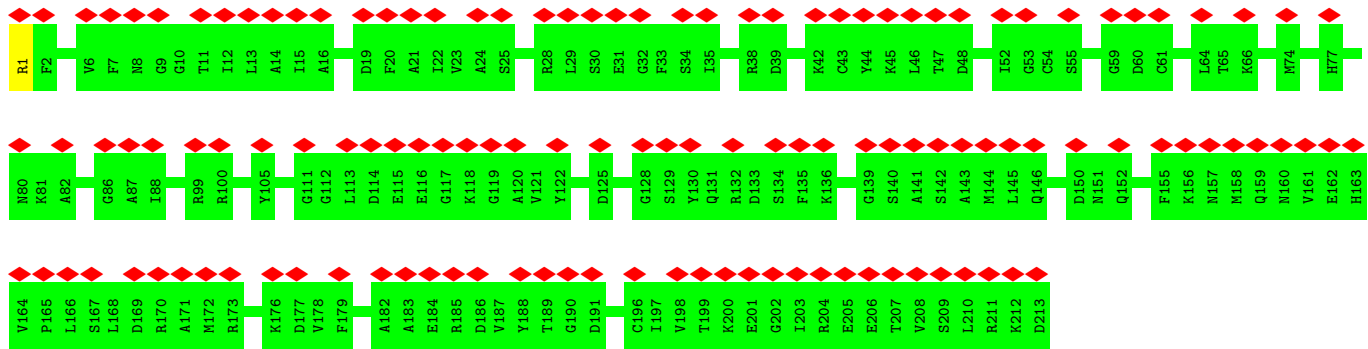 R1 F2 V6 F7 N8 G9 G10 T11 I12 L13 A14 I15 A16 D19 F20 A21 I22 V23 A24 S25 R28 L29 S30 E31 G32 F33 S34 I35 R38 D39 K42 C43 Y44 K45 L46 T47 D48 I52 G53 C54 S55 G59 D60 C61 L64 T65 K66 M74 H77
N80 K81 A82 G86 A87 I88 R99 R100 Y105 G111 G112 L113 D114 E115 E116 G117 K118 G119 A120 V121 Y122 D125 G128 S129 Y130 Q131 R132 D133 S134 F135 K136 G139 S140 A141 S142 A143 M144 L145 Q146 D150 N151 Q152 F155 K156 N157 M158 Q159 N160 V161 E162 H163
V164 P165 L166 S167 L168 D169 R170 A171 M172 R173 K176 D177 V178 F179 A182 A183 E184 R185 D186 V187 Y188 T189 G190 D191 C196 I197 V198 T199 K200 E201 G202 I203 R204 E205 E206 T207 V208 S209 L210 R211 K212 D213